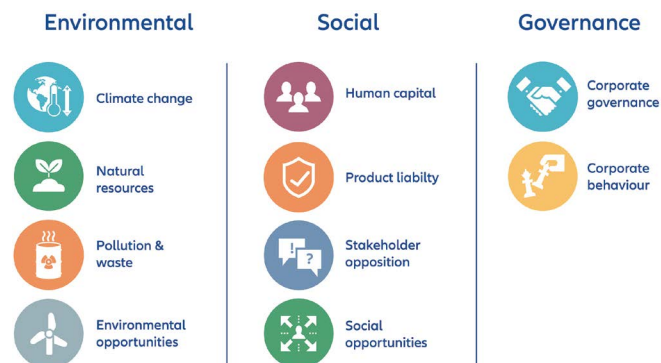 Environmental
Climate change
Natural
resources
Pollution &
waste
Environmental
opportunities
Social
Human capital
Product liabilty
Stakeholder
opposition
!
?
Social
opportunities
Governance
Corporate
governance
Corporate
behaviour